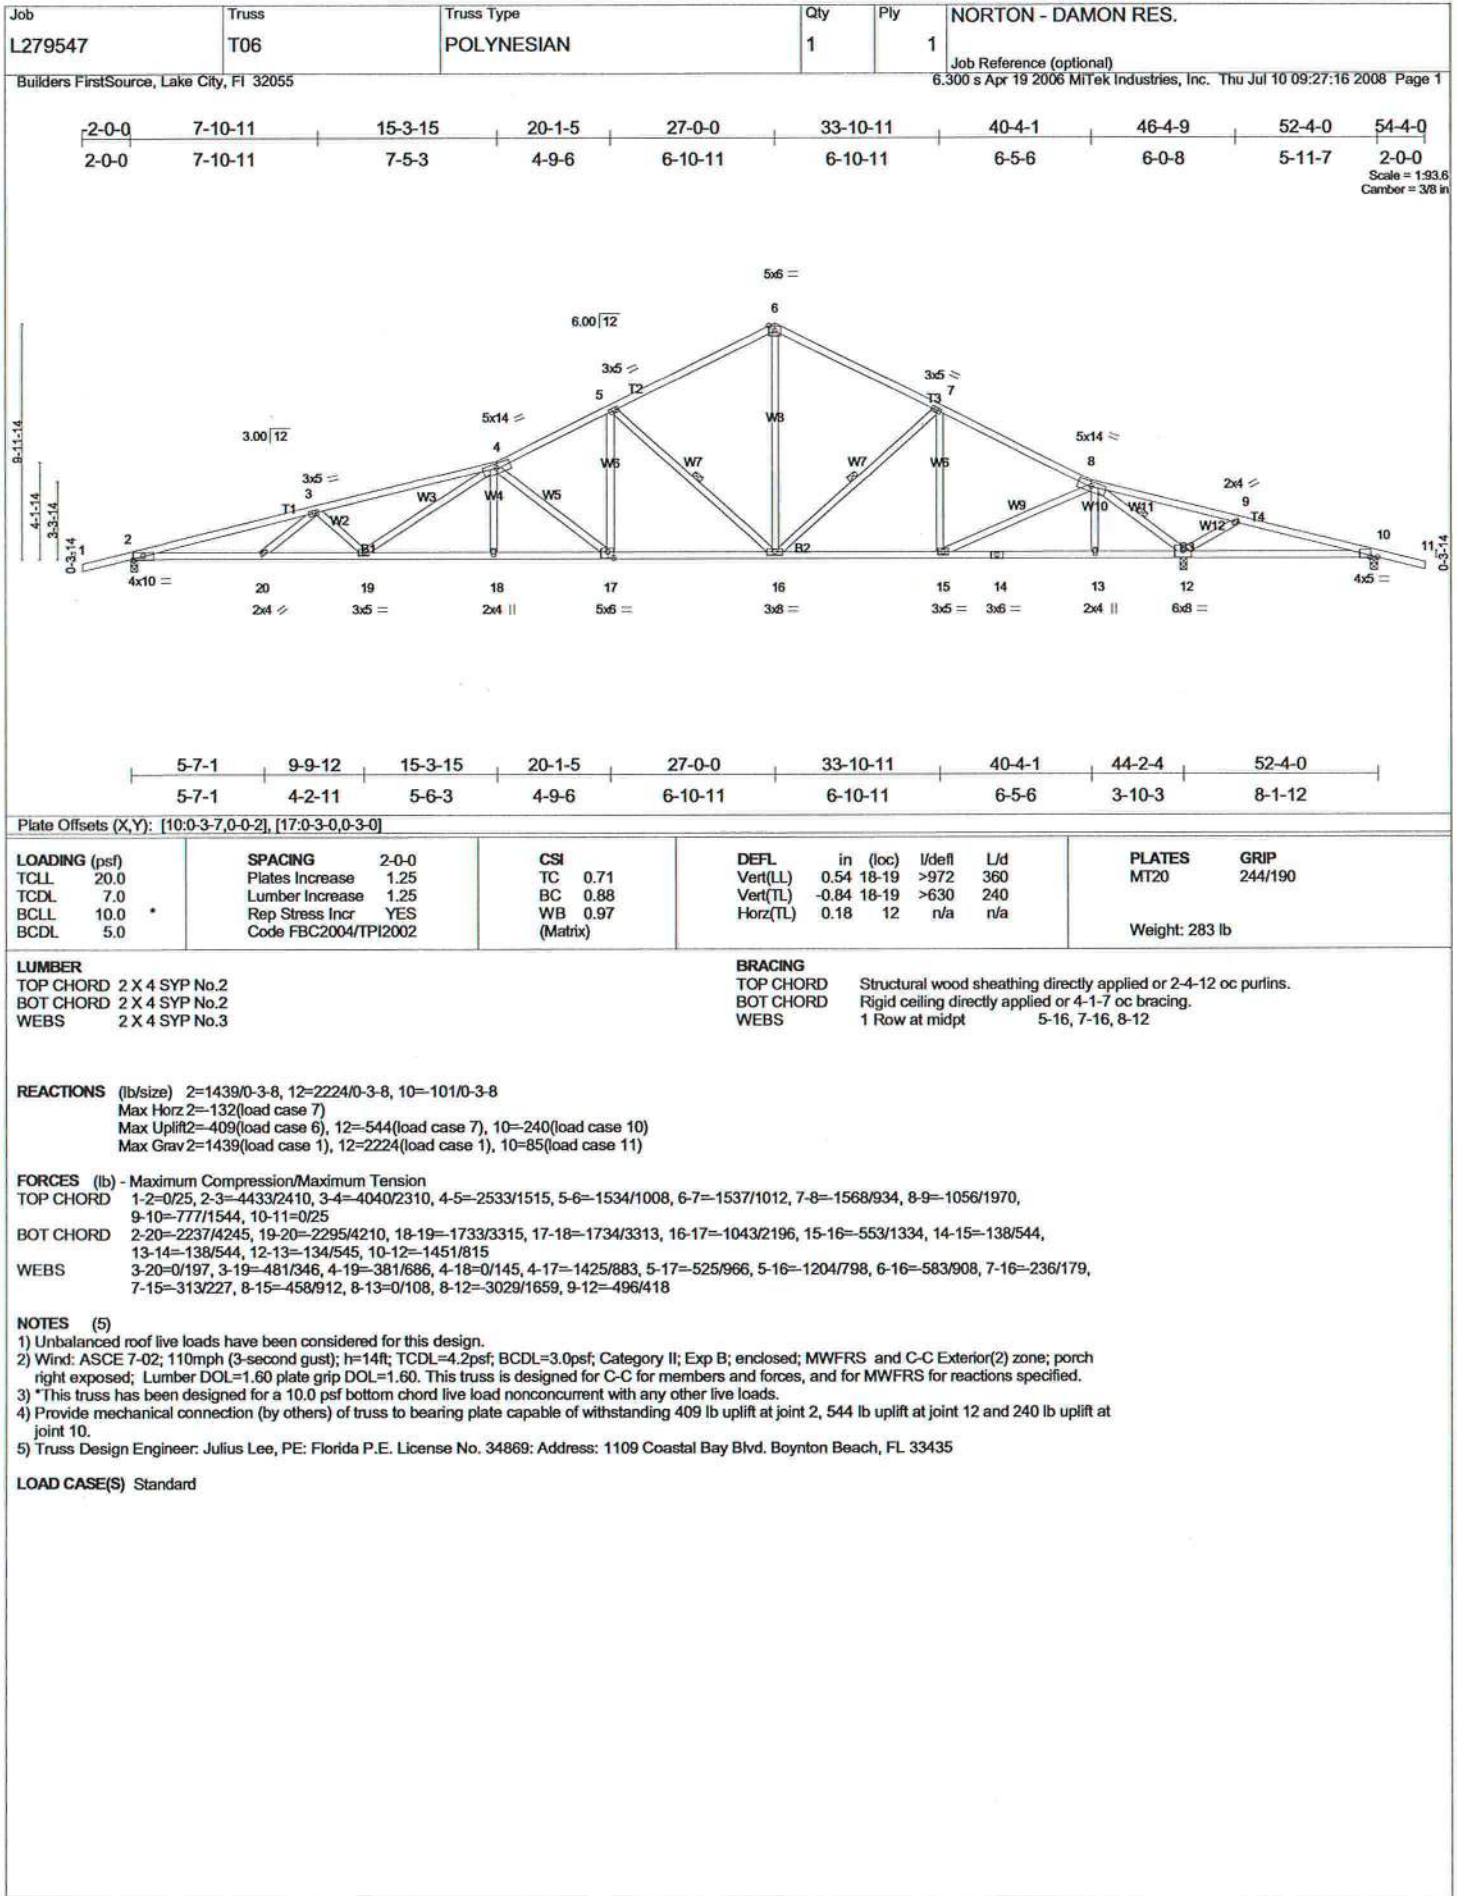 Job Truss Truss Type Qty Ply NORTON - DAMON RES.
L279547 T06 POLYNESIAN 1 1
Job Reference (optional)
Builders FirstSource, Lake City, Fl 32055 6.300 s Apr 19 2006 MiTek Industries, Inc. Thu Jul 10 09:27:16 2008 Page 1
-2-0-0 7-10-11 15-3-15 20-1-5 27-0-0 33-10-11 40-4-1 46-4-9 52-4-0 54-4-0
2-0-0 7-10-11 7-5-3 4-9-6 6-10-11 6-10-11 6-5-6 6-0-8 5-11-7 2-0-0
Scale = 1:93.6
Camber = 3/8 in
5x6 =
6
6.00 12
3x5
T2
3x5
7
5
T3
9-11-14
5x14
3.00 12
4
W8
5x14
8
W6
W7
W7
W6
4-1-14
3-3-14
3x5
3
W3
W4
W5
W9
W10
W11
2x4
9
T1
W2
W12
T4
2
1
B1
B2
B3
10
11
0-3-14
0-3-14
4x10 =
4x5 =
20 19 18 17 16 15 14 13 12
2x4 3x5 = 2x4 || 5x6 = 3x8 = 3x5 = 3x6 = 2x4 || 6x8 =
5-7-1 9-9-12 15-3-15 20-1-5 27-0-0 33-10-11 40-4-1 44-2-4 52-4-0
5-7-1 4-2-11 5-6-3 4-9-6 6-10-11 6-10-11 6-5-6 3-10-3 8-1-12
Plate Offsets (X,Y): [10:0-3-7,0-0-2], [17:0-3-0,0-3-0]
LOADING (psf) SPACING 2-0-0 CSI DEFL in (loc) l/defl L/d PLATES GRIP
TCLL 20.0 Plates Increase 1.25 TC 0.71 Vert(LL) 0.54 18-19 >972 360 MT20 244/190
TCDL 7.0 Lumber Increase 1.25 BC 0.88 Vert(TL) -0.84 18-19 >630 240
BCLL 10.0 * Rep Stress Incr YES WB 0.97 Horz(TL) 0.18 12 n/a n/a
BCDL 5.0 Code FBC2004/TPI2002 (Matrix) Weight: 283 lb
LUMBER
TOP CHORD 2 X 4 SYP No.2
BOT CHORD 2 X 4 SYP No.2
WEBS 2 X 4 SYP No.3
BRACING
TOP CHORD Structural wood sheathing directly applied or 2-4-12 oc purlins.
BOT CHORD Rigid ceiling directly applied or 4-1-7 oc bracing.
WEBS 1 Row at midpt 5-16, 7-16, 8-12
REACTIONS (lb/size) 2=1439/0-3-8, 12=2224/0-3-8, 10=-101/0-3-8
Max Horz 2=-132(load case 7)
Max Uplift2=-409(load case 6), 12=-544(load case 7), 10=-240(load case 10)
Max Grav 2=1439(load case 1), 12=2224(load case 1), 10=85(load case 11)
FORCES (lb) - Maximum Compression/Maximum Tension
TOP CHORD 1-2=0/25, 2-3=-4433/2410, 3-4=-4040/2310, 4-5=-2533/1515, 5-6=-1534/1008, 6-7=-1537/1012, 7-8=-1568/934, 8-9=-1056/1970,
9-10=-777/1544, 10-11=0/25
BOT CHORD 2-20=-2237/4245, 19-20=-2295/4210, 18-19=-1733/3315, 17-18=-1734/3313, 16-17=-1043/2196, 15-16=-553/1334, 14-15=-138/544,
13-14=-138/544, 12-13=-134/545, 10-12=-1451/815
WEBS 3-20=0/197, 3-19=-481/346, 4-19=-381/686, 4-18=0/145, 4-17=-1425/883, 5-17=-525/966, 5-16=-1204/798, 6-16=-583/908, 7-16=-236/179,
7-15=-313/227, 8-15=-458/912, 8-13=0/108, 8-12=-3029/1659, 9-12=-496/418
NOTES (5)
1) Unbalanced roof live loads have been considered for this design.
2) Wind: ASCE 7-02; 110mph (3-second gust); h=14ft; TCDL=4.2psf; BCDL=3.0psf; Category II; Exp B; enclosed; MWFRS and C-C Exterior(2) zone; porch
right exposed; Lumber DOL=1.60 plate grip DOL=1.60. This truss is designed for C-C for members and forces, and for MWFRS for reactions specified.
3) *This truss has been designed for a 10.0 psf bottom chord live load nonconcurrent with any other live loads.
4) Provide mechanical connection (by others) of truss to bearing plate capable of withstanding 409 lb uplift at joint 2, 544 lb uplift at joint 12 and 240 lb uplift at
joint 10.
5) Truss Design Engineer: Julius Lee, PE: Florida P.E. License No. 34869: Address: 1109 Coastal Bay Blvd. Boynton Beach, FL 33435
LOAD CASE(S) Standard